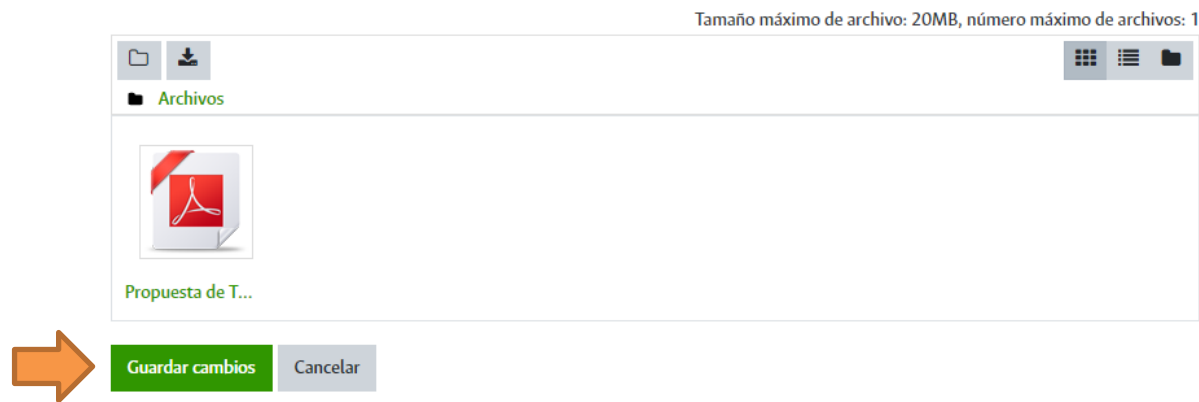 Tamaño máximo de archivo: 20MB, número máximo de archivos: 1
Archivos
Propuesta de T...
Guardar cambios
Cancelar